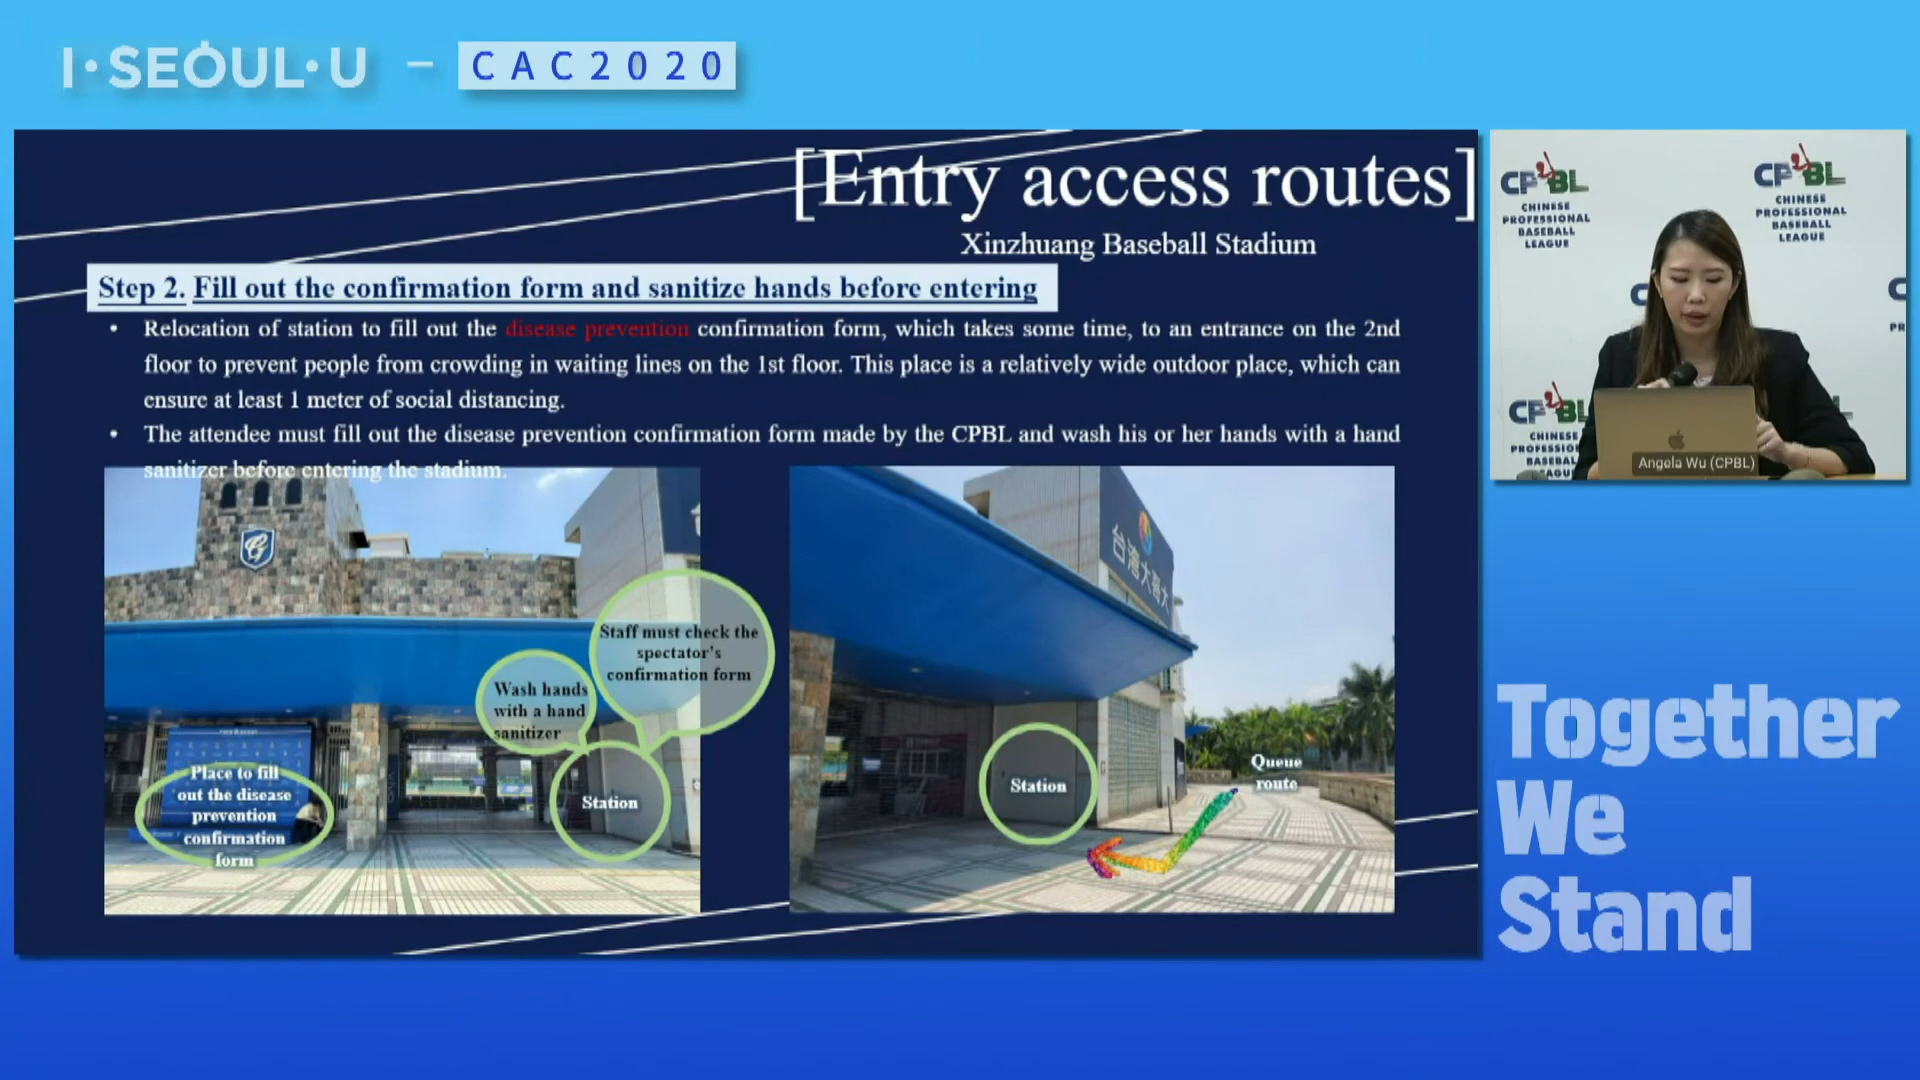 I·SEOUL·U – CAC2020
[Entry access routes]
Xinzhuang Baseball Stadium
Step 2. Fill out the confirmation form and sanitize hands before entering
• Relocation of station to fill out the disease prevention confirmation form, which takes some time, to an entrance on the 2nd
floor to prevent people from crowding in waiting lines on the 1st floor. This place is a relatively wide outdoor place, which can
ensure at least 1 meter of social distancing.
• The attendee must fill out the disease prevention confirmation form made by the CPBL and wash his or her hands with a hand
sanitizer before entering the stadium.
G
Staff must check the
spectator's
confirmation form
Wash hands
with a hand
sanitizer
Place to fill
out the disease
prevention
confirmation
form
Station
台灣大哥大
Station
Queue
route
CPBL
CHINESE
PROFESSIONAL
BASEBALL
LEAGUE
CPBL
CHINESE
PROFESSIONAL
BASEBALL
LEAGUE
C
C
PR
CPBL
CHINESE
PROFESSIO
BASEBAL
EAGU
L
Angela Wu (CPBL)
Together
We
Stand